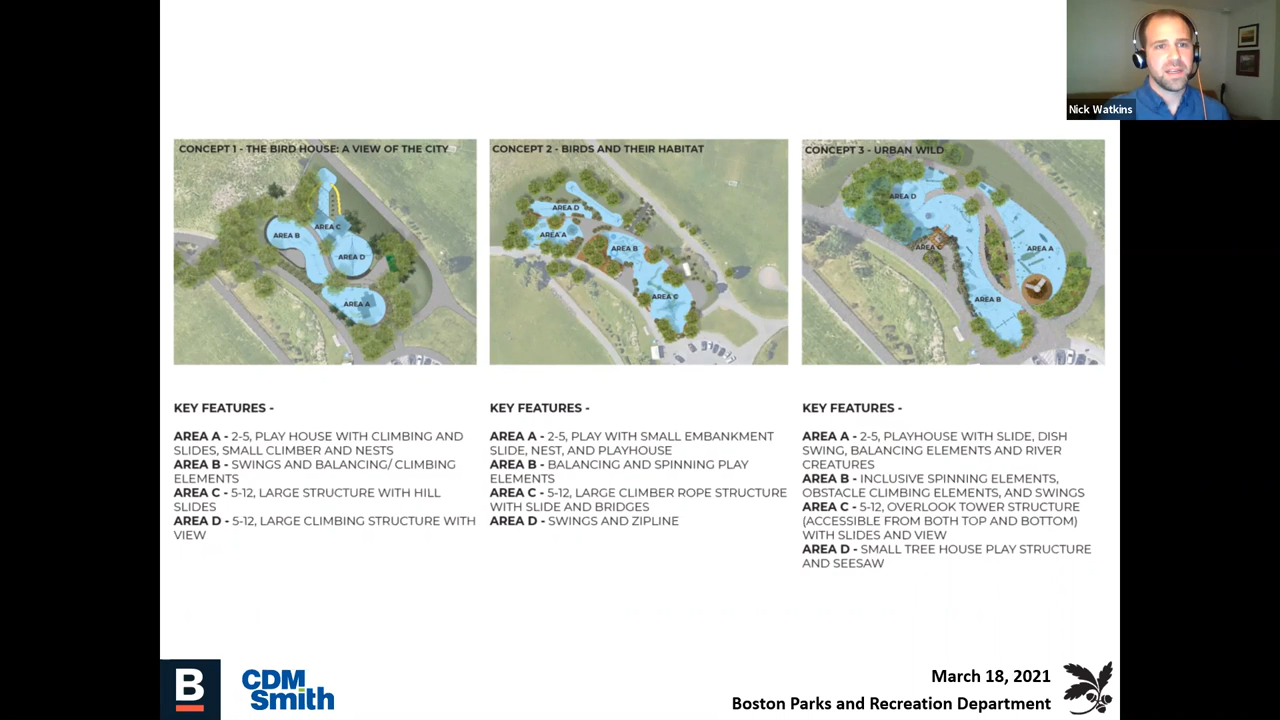 Nick Watkins
CONCEPT 1 - THE BIRD HOUSE: A VIEW OF THE CITY
AREA B
AREA C
AREA D
AREA A
CONCEPT 2 - BIRDS AND THEIR HABITAT
AREA D
AREA A
AREA B
AREA C
CONCEPT 3 - URBAN WILD
AREA D
AREA C
AREA A
AREA B
KEY FEATURES -
AREA A - 2-5, PLAY HOUSE WITH CLIMBING AND
SLIDES, SMALL CLIMBER AND NESTS
AREA B - SWINGS AND BALANCING/ CLIMBING
ELEMENTS
AREA C - 5-12, LARGE STRUCTURE WITH HILL
SLIDES
AREA D - 5-12, LARGE CLIMBING STRUCTURE WITH
VIEW
KEY FEATURES -
AREA A - 2-5, PLAY WITH SMALL EMBANKMENT
SLIDE, NEST, AND PLAYHOUSE
AREA B - BALANCING AND SPINNING PLAY
ELEMENTS
AREA C - 5-12, LARGE CLIMBER ROPE STRUCTURE
WITH SLIDE AND BRIDGES
AREA D - SWINGS AND ZIPLINE
KEY FEATURES -
AREA A - 2-5, PLAYHOUSE WITH SLIDE, DISH
SWING, BALANCING ELEMENTS AND RIVER
CREATURES
AREA B - INCLUSIVE SPINNING ELEMENTS,
OBSTACLE CLIMBING ELEMENTS, AND SWINGS
AREA C - 5-12, OVERLOOK TOWER STRUCTURE
(ACCESSIBLE FROM BOTH TOP AND BOTTOM)
WITH SLIDES AND VIEW
AREA D - SMALL TREE HOUSE PLAY STRUCTURE
AND SEESAW
B
CDM
Smith
March 18, 2021
Boston Parks and Recreation Department